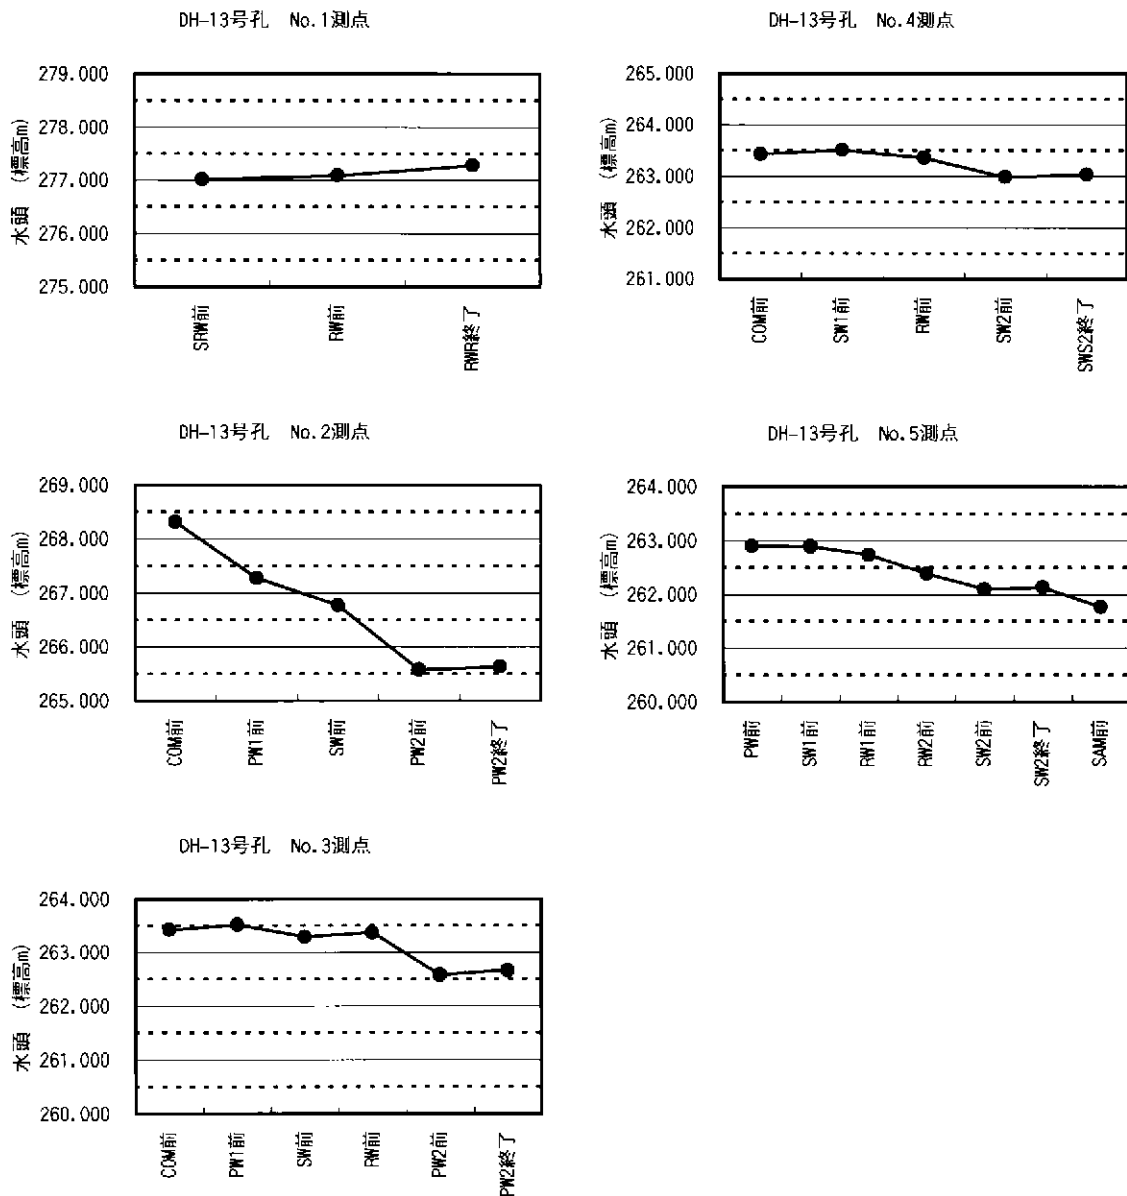 DH-13号孔 No.1測点
水頭 (標高m)
279.000
278.000
277.000
276.000
275.000
SRW前
RW前
RWR終了
DH-13号孔 No.4測点
水頭 (標高m)
265.000
264.000
263.000
262.000
261.000
COM前
SW1前
RW前
SW2前
SWS2終了
DH-13号孔 No.2測点
水頭 (標高m)
269.000
268.000
267.000
266.000
265.000
COM前
PW1前
SW前
PW2前
PW2終了
DH-13号孔 No.5測点
水頭 (標高m)
264.000
263.000
262.000
261.000
260.000
PW前
SW1前
RW1前
RW2前
SW2前
SW2終了
SAM前
DH-13号孔 No.3測点
水頭 (標高m)
264.000
263.000
262.000
261.000
260.000
COM前
PW1前
SW前
RW前
PW2前
PW2終了